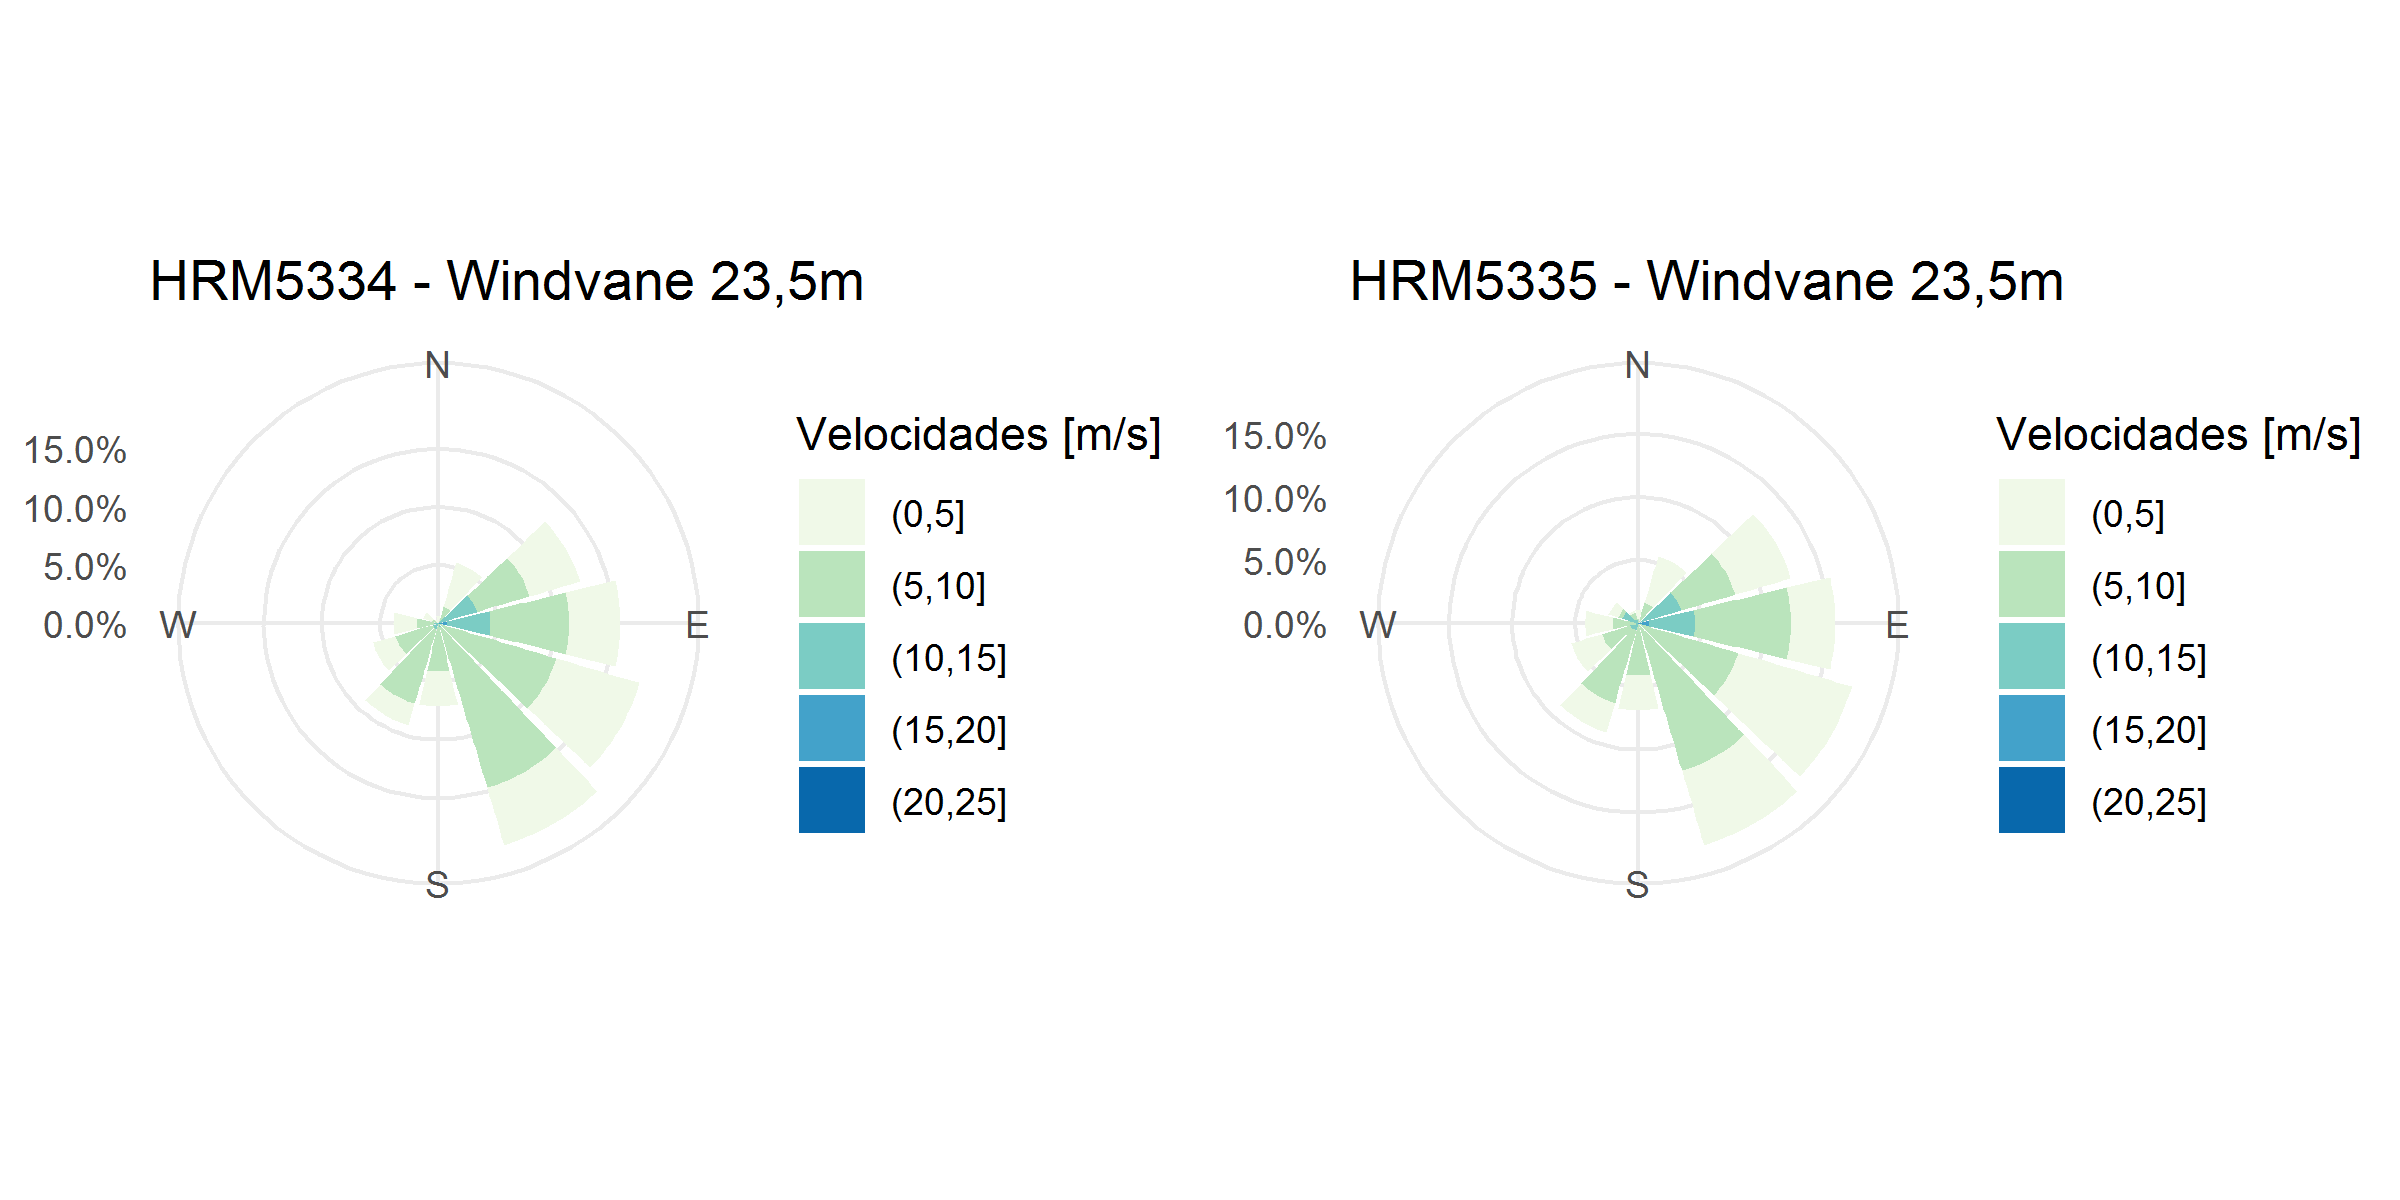 HRM5334 - Windvane 23,5m
N
15.0%
10.0%
5.0%
0.0%
W
E
S
Velocidades [m/s]
(0,5]
(5,10]
(10,15]
(15,20]
(20,25]
HRM5335 - Windvane 23,5m
N
15.0%
10.0%
5.0%
0.0%
W
E
S
Velocidades [m/s]
(0,5]
(5,10]
(10,15]
(15,20]
(20,25]